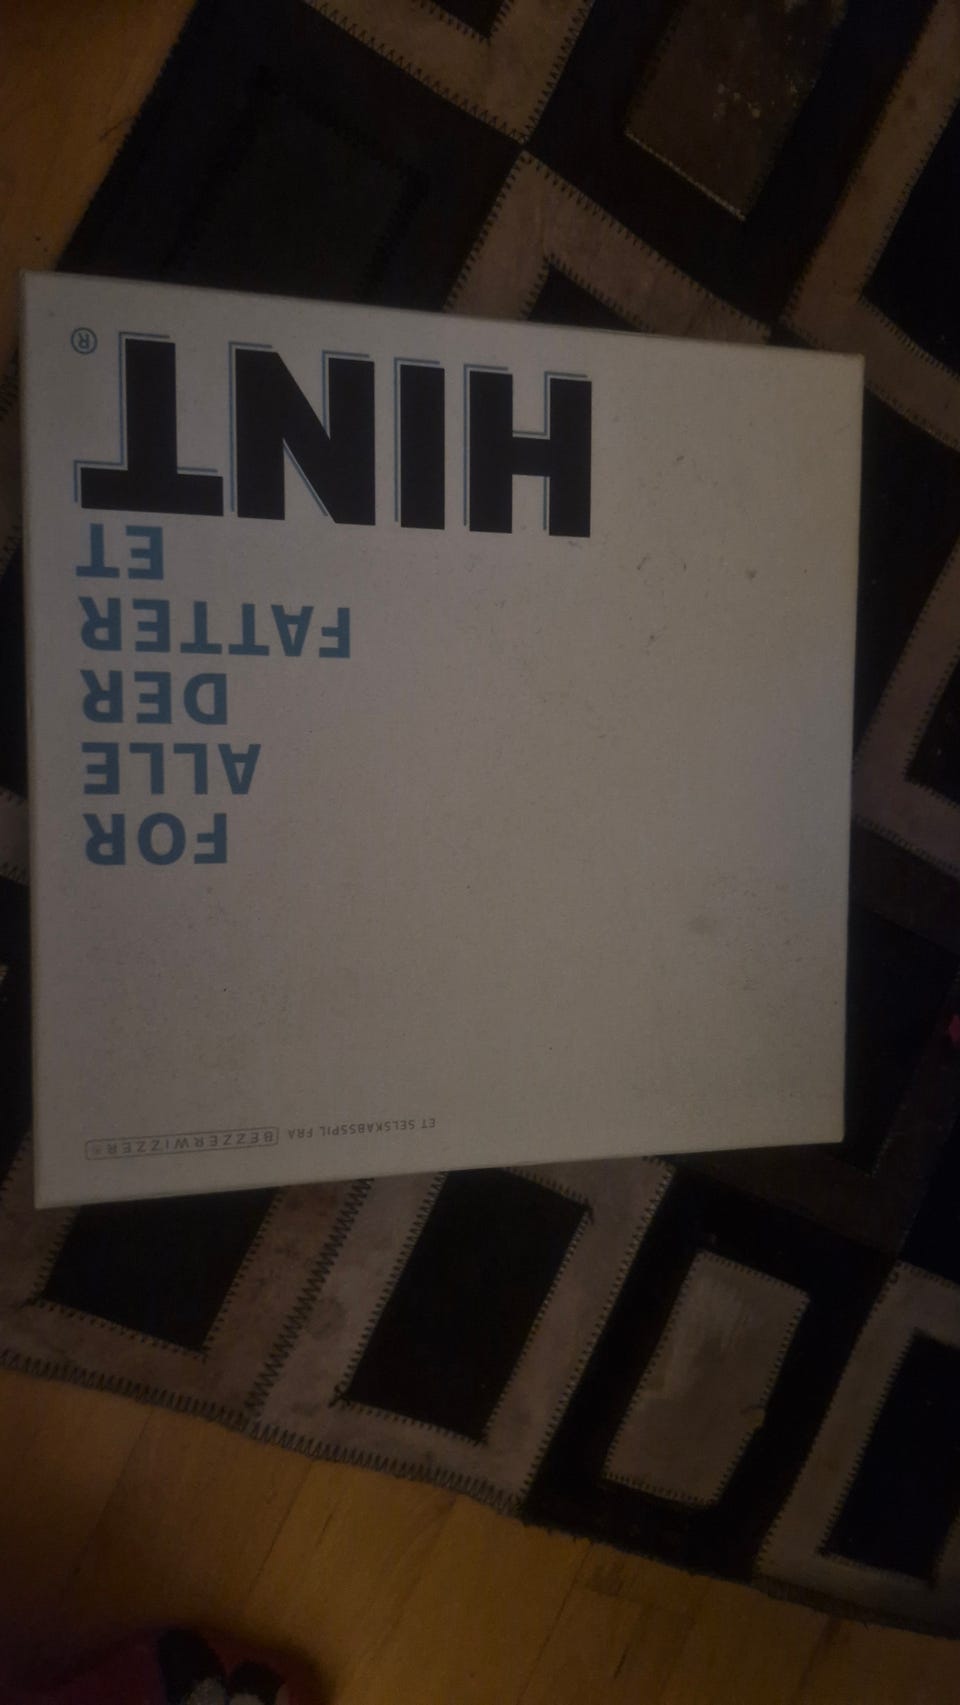 FOR
ALLE
DER
FATTER
ET
HINT®
ET SELSKABSSPIL FRA BEZZERWIZZER®